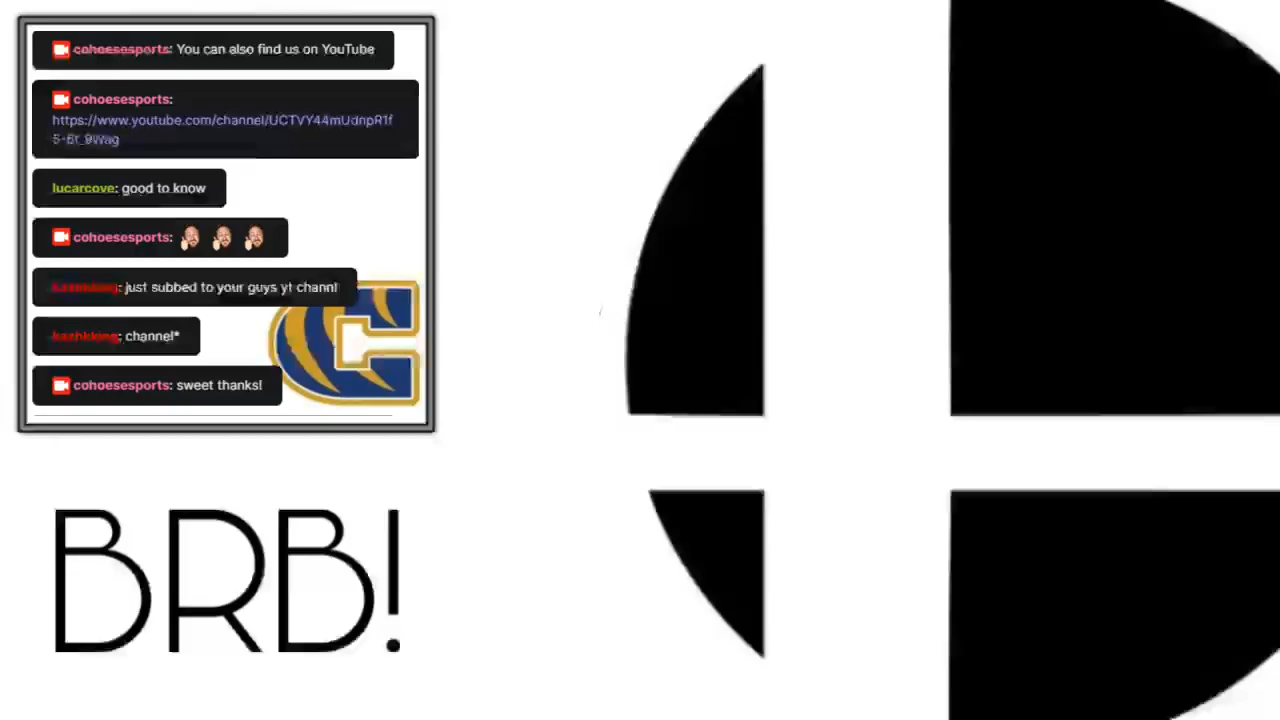 cohoesesports: You can also find us on YouTube
cohoesesports:
https://www.youtube.com/channel/UCTVY44mUdnpR1f
lucarcove: good to know
cohoesesports:
: just subbed to your guys yt channl
: channel*
cohoesesports: sweet thanks!
C
BRB!